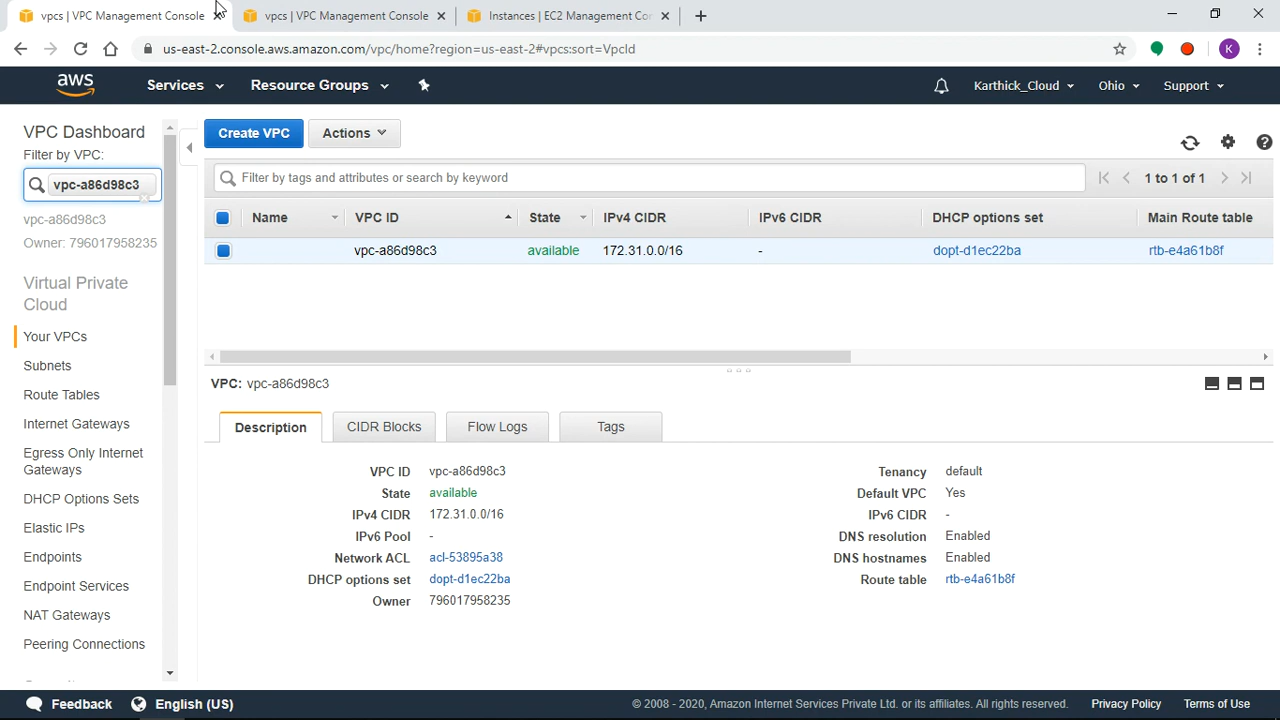 vpcs | VPC Management Console
vpcs | VPC Management Console
Instances | EC2 Management Co
us-east-2.console.aws.amazon.com/vpc/home?region=us-east-2#vpcs:sort=VpcId
K
aws
Services
Resource Groups
Karthick_Cloud
Ohio
Support
VPC Dashboard
Filter by VPC:
vpc-a86d98c3
vpc-a86d98c3
Owner: 796017958235
Virtual Private
Cloud
Your VPCs
Subnets
Route Tables
Internet Gateways
Egress Only Internet
Gateways
DHCP Options Sets
Elastic IPs
Endpoints
Endpoint Services
NAT Gateways
Peering Connections
Create VPC
Actions
Filter by tags and attributes or search by keyword
1 to 1 of 1
Name VPC ID State IPv4 CIDR IPv6 CIDR DHCP options set Main Route table
vpc-a86d98c3 available 172.31.0.0/16 - dopt-d1ec22ba rtb-e4a61b8f
VPC: vpc-a86d98c3
Description CIDR Blocks Flow Logs Tags
VPC ID vpc-a86d98c3
State available
IPv4 CIDR 172.31.0.0/16
IPv6 Pool -
Network ACL acl-53895a38
DHCP options set dopt-d1ec22ba
Owner 796017958235
Tenancy default
Default VPC Yes
IPv6 CIDR -
DNS resolution Enabled
DNS hostnames Enabled
Route table rtb-e4a61b8f
Feedback
English (US)
© 2008 - 2020, Amazon Internet Services Private Ltd. or its affiliates. All rights reserved.
Privacy Policy
Terms of Use